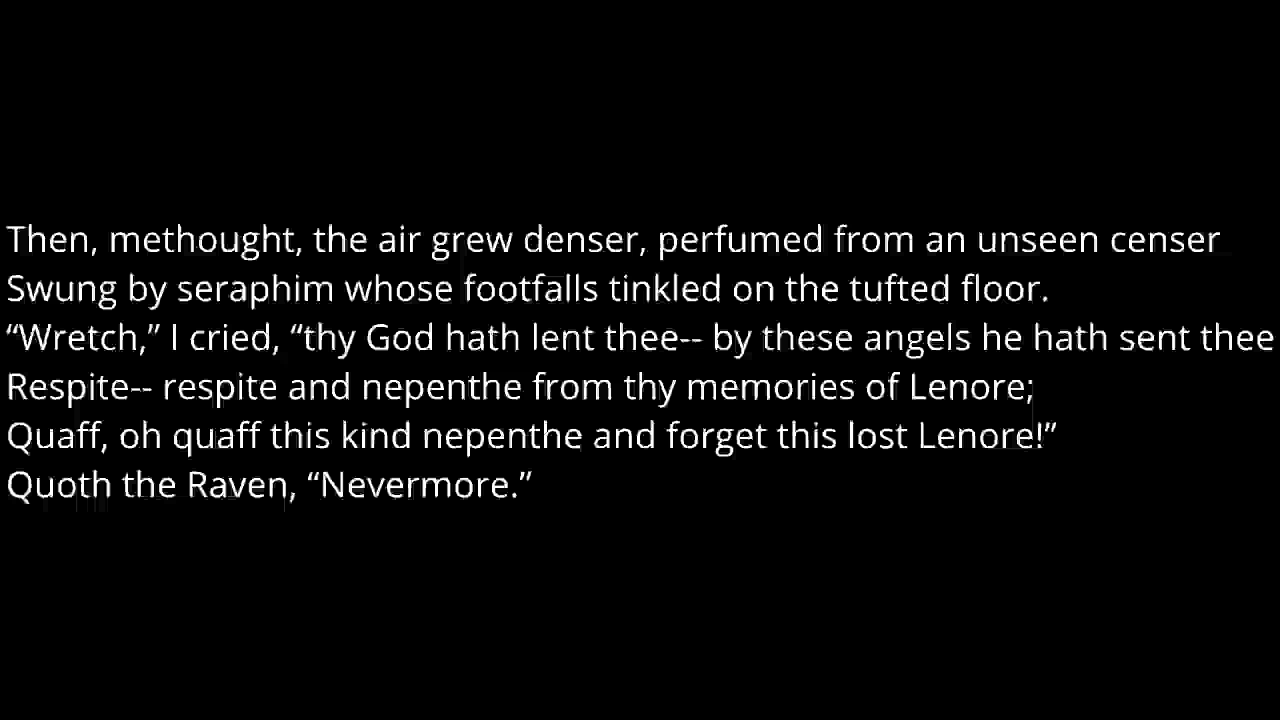 Then, methought, the air grew denser, perfumed from an unseen censer
Swung by seraphim whose footfalls tinkled on the tufted floor.
“Wretch,” I cried, “thy God hath lent thee-- by these angels he hath sent thee
Respite-- respite and nepenthe from thy memories of Lenore;
Quaff, oh quaff this kind nepenthe and forget this lost Lenore!”
Quoth the Raven, “Nevermore.”